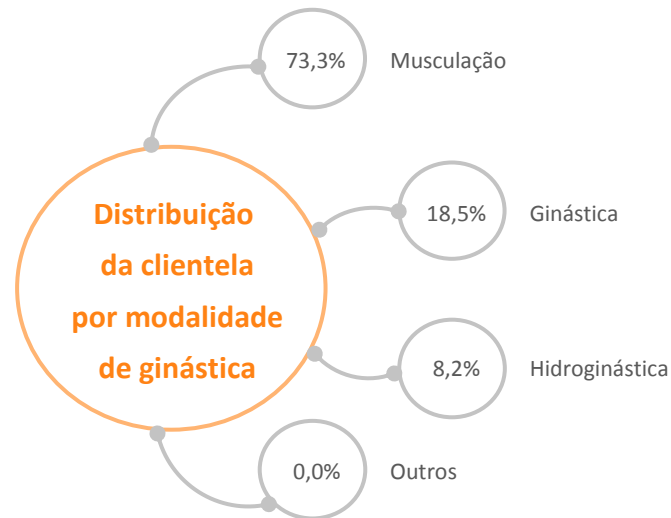 73,3% Musculação
Distribuição
da clientela
por modalidade
de ginástica
18,5% Ginástica
8,2% Hidroginástica
0,0% Outros